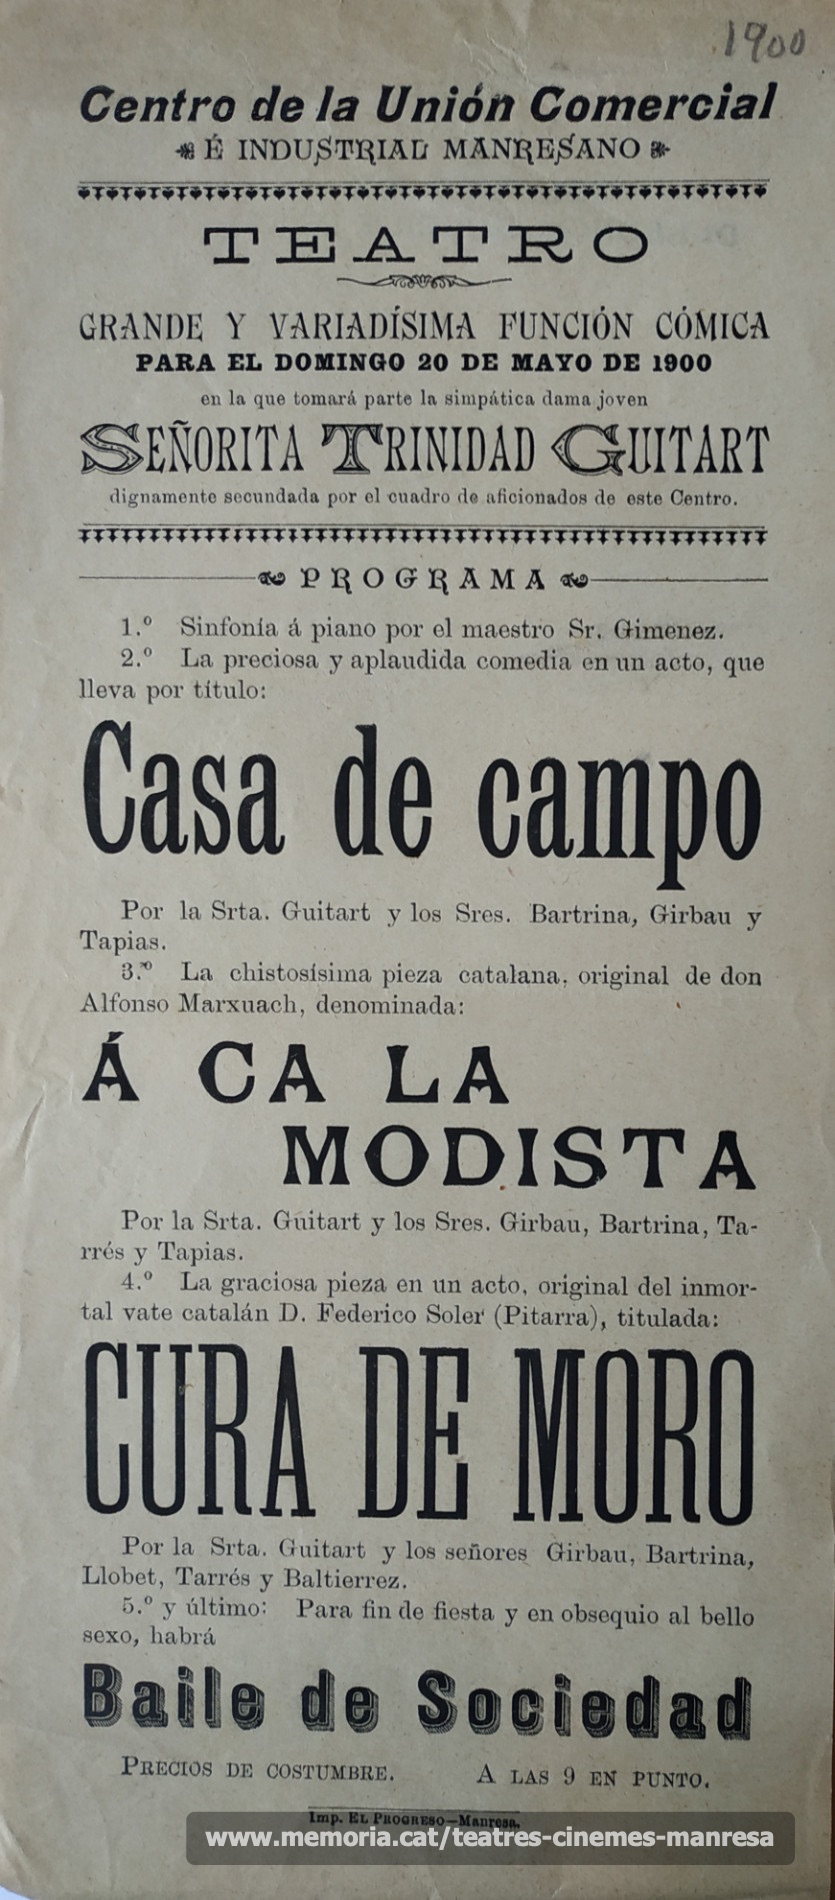 1900
Centro de la Unión Comercial
É INDUSTRIAL MANRESANO
TEATRO
GRANDE Y VARIADÍSIMA FUNCIÓN CÓMICA
PARA EL DOMINGO 20 DE MAYO DE 1900
en la que tomará parte la simpática dama joven
SEÑORITA TRINIDAD GUITART
dignamente secundada por el cuadro de aficionados de este Centro.
PROGRAMA
1.º Sinfonía á piano por el maestro Sr. Gimenez.
2.º La preciosa y aplaudida comedia en un acto, que
lleva por título:
Casa de campo
Por la Srta. Guitart y los Sres. Bartrina, Girbau y
Tapias.
3.ro La chistosísima pieza catalana, original de don
Alfonso Marxuach, denominada:
Á CA LA
MODISTA
Por la Srta. Guitart y los Sres. Girbau, Bartrina, Ta-
rrés y Tapias.
4.º La graciosa pieza en un acto, original del inmor-
tal vate catalán D. Federico Soler (Pitarra), titulada:
CURA DE MORO
Por la Srta. Guitart y los señores Girbau, Bartrina,
Llobet, Tarrés y Baltierrez.
5.º y último: Para fin de fiesta y en obsequio al bello
sexo, habrá
Baile de Sociedad
PRECIOS DE COSTUMBRE. A LAS 9 EN PUNTO.
Imp. EL PROGRESO—Manresa.
www.memoria.cat/teatres-cinemes-manresa